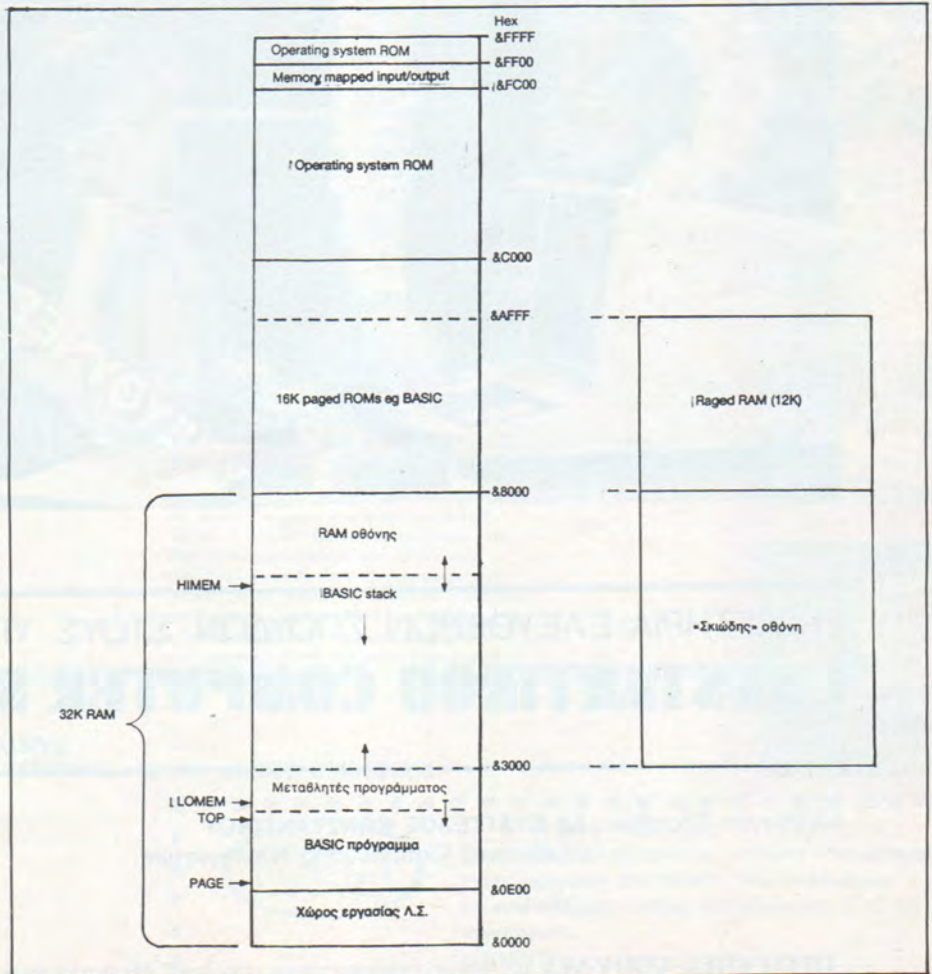 Hex
&FFFF
Operating system ROM
&FF00
Memory mapped input/output
&FC00
Operating system ROM
&C000
&AFFF
16K paged ROMs eg BASIC
Raged RAM (12K)
&8000
RAM οθόνης
HIMEM
BASIC stack
«Σκιώδης» οθόνη
32K RAM
&3000
Μεταβλητές προγράμματος
LOMEM
TOP
BASIC πρόγραμμα
PAGE
&0E00
Χώρος εργασίας Λ.Σ.
&0000